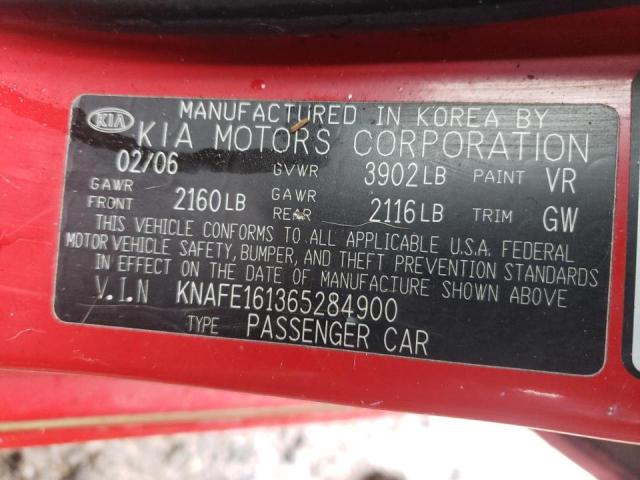 MANUFACTURED IN KOREA BY
KIA KIA MOTORS CORPORATION
02/06 GVWR 3902LB PAINT VR
GAWR FRONT 2160LB GAWR REAR 2116LB TRIM GW
THIS VEHICLE CONFORMS TO ALL APPLICABLE U.S.A. FEDERAL
MOTOR VEHICLE SAFETY, BUMPER, AND THEFT PREVENTION STANDARDS
IN EFFECT ON THE DATE OF MANUFACTURE SHOWN ABOVE
V.I.N KNAFE161365284900
TYPE PASSENGER CAR